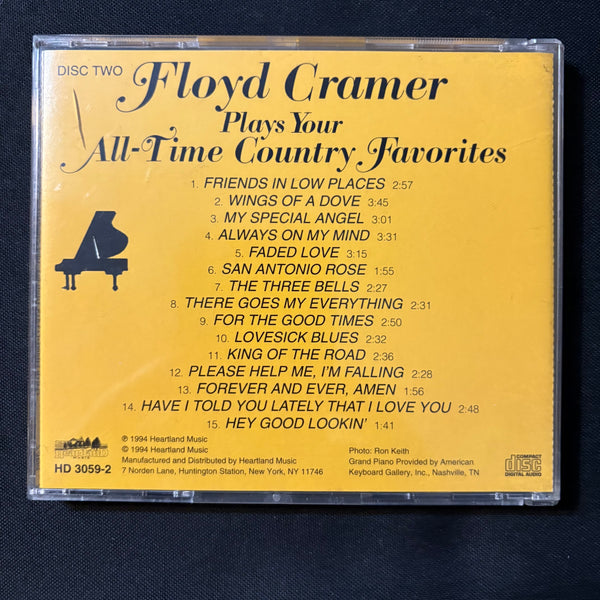 DISC TWO
Floyd Cramer
Plays Your
All-Time Country Favorites
1. FRIENDS IN LOW PLACES 2:57
2. WINGS OF A DOVE 3:45
3. MY SPECIAL ANGEL 3:01
4. ALWAYS ON MY MIND 3:31
5. FADED LOVE 3:15
6. SAN ANTONIO ROSE 1:55
7. THE THREE BELLS 2:27
8. THERE GOES MY EVERYTHING 2:31
9. FOR THE GOOD TIMES 2:50
10. LOVESICK BLUES 2:32
11. KING OF THE ROAD 2:36
12. PLEASE HELP ME, I'M FALLING 2:28
13. FOREVER AND EVER, AMEN 1:56
14. HAVE I TOLD YOU LATELY THAT I LOVE YOU 2:48
15. HEY GOOD LOOKIN' 1:41
HEARTLAND
MUSIC
HD 3059-2
℗ 1994 Heartland Music
© 1994 Heartland Music
Manufactured and Distributed by Heartland Music
7 Norden Lane, Huntington Station, New York, NY 11746
Photo: Ron Keith
Grand Piano Provided by American
Keyboard Gallery, Inc., Nashville, TN
COMPACT
disc
DIGITAL AUDIO